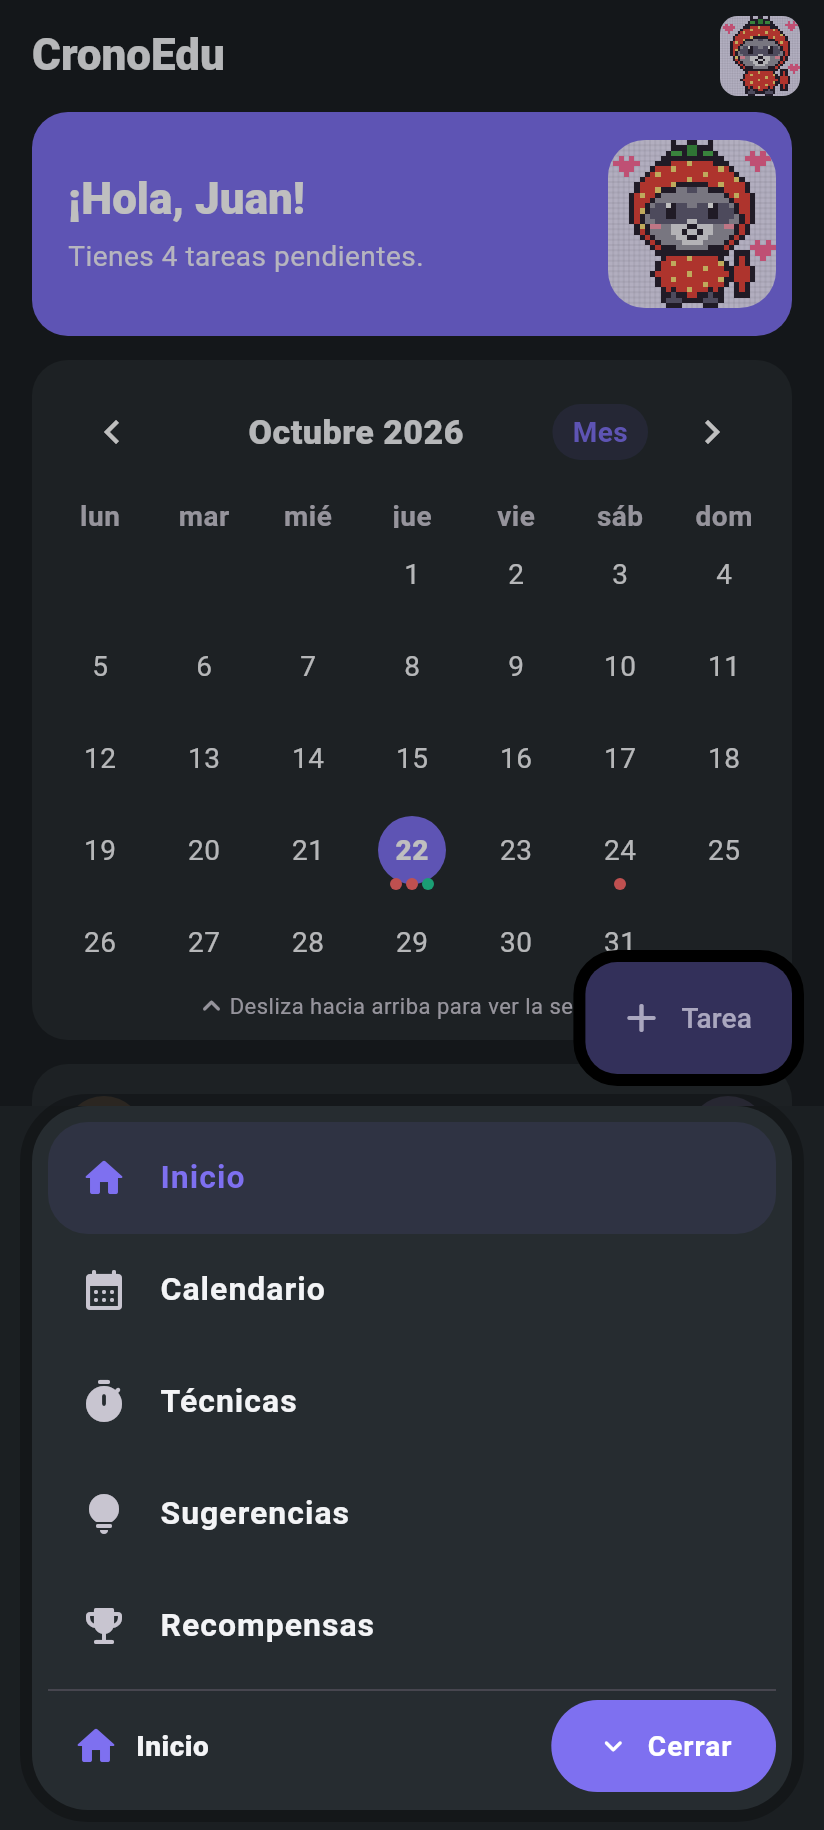 CronoEdu
¡Hola, Juan!
Tienes 4 tareas pendientes.
Octubre 2026
Mes
lun mar mié jue vie sáb dom
1 2 3 4
5 6 7 8 9 10 11
12 13 14 15 16 17 18
19 20 21 22 23 24 25
26 27 28 29 30 31
Desliza hacia arriba para ver la se
Tarea
Inicio
Calendario
Técnicas
Sugerencias
Recompensas
Inicio
Cerrar